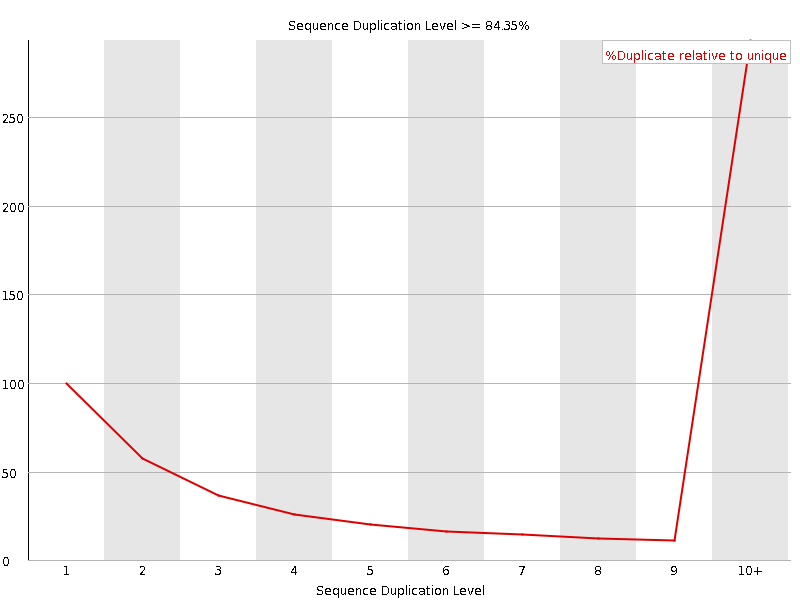 Sequence Duplication Level >= 84.35%
%Duplicate relative to unique
250
200
150
100
50
0
1 2 3 4 5 6 7 8 9 10+
Sequence Duplication Level